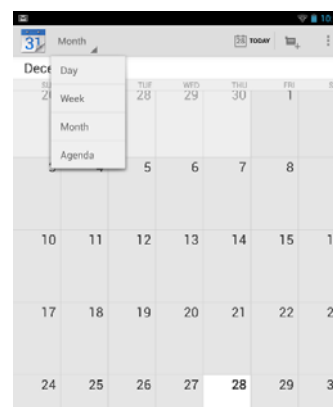 10
31 Month TODAY
Dece
Day
TUE WED THU FRI
28 29 30 1
Week
Month
Agenda
5 6 7 8
10 11 12 13 14 15
17 18 19 20 21 22
24 25 26 27 28 29